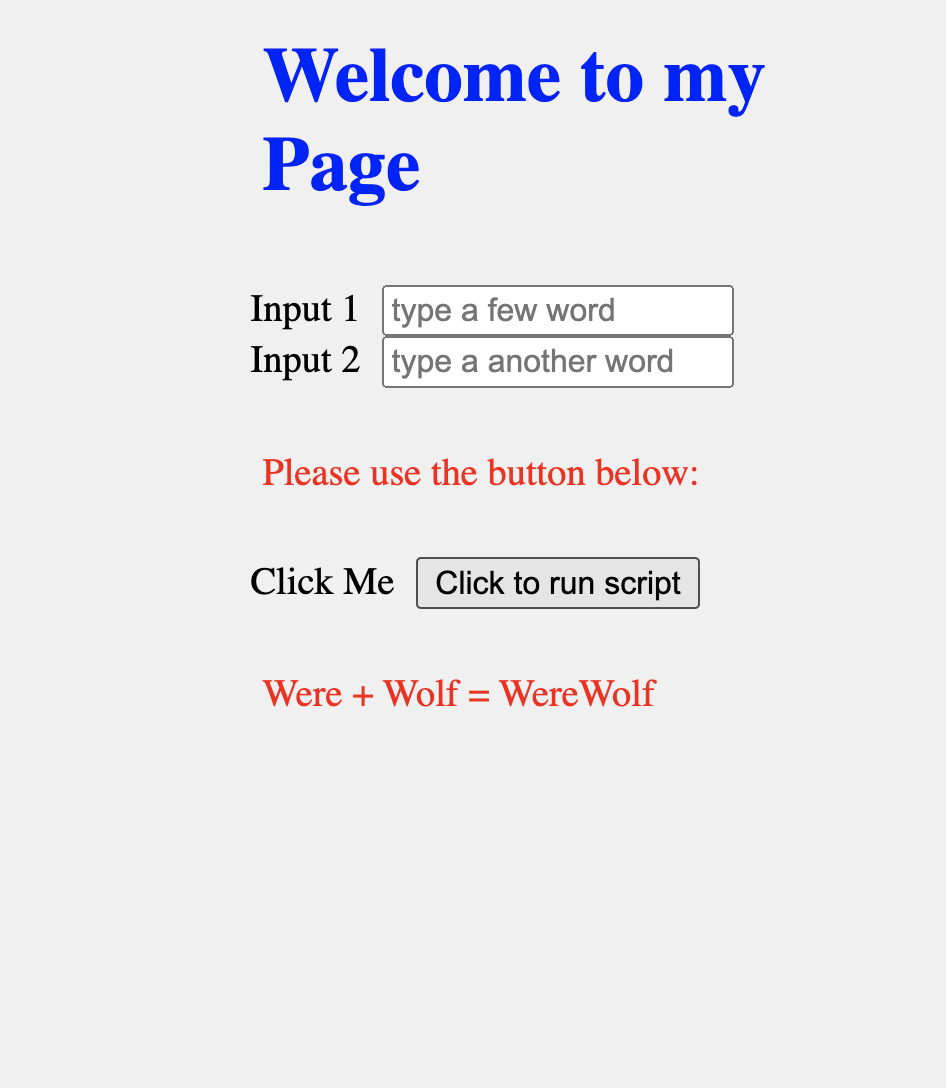 Welcome to my
Page
Input 1 type a few word
Input 2 type a another word
Please use the button below:
Click Me Click to run script
Were + Wolf = WereWolf